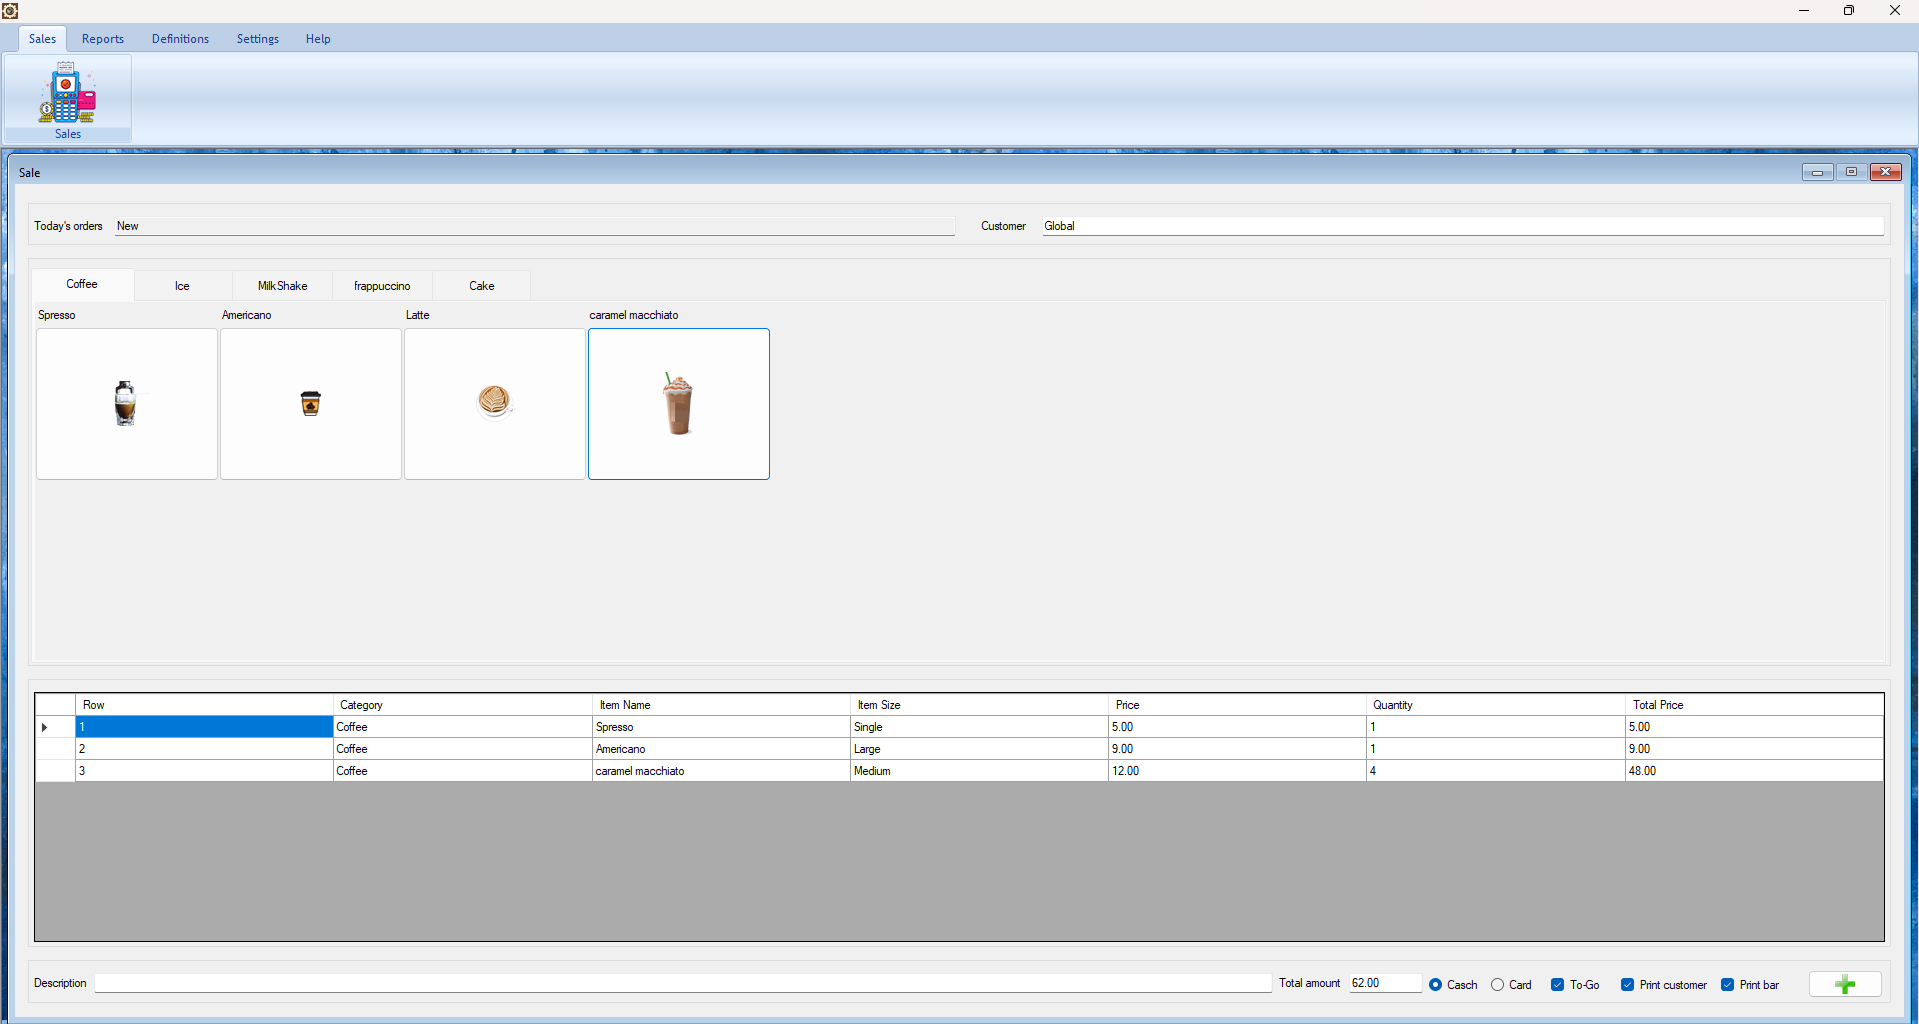 Sales Reports Definitions Settings Help
Sales
Sale
Today's orders New Customer Global
Coffee Ice MilkShake frappuccino Cake
Spresso Americano Latte caramel macchiato
Row Category Item Name Item Size Price Quantity Total Price
1 Coffee Spresso Single 5.00 1 5.00
2 Coffee Americano Large 9.00 1 9.00
3 Coffee caramel macchiato Medium 12.00 4 48.00
Description Total amount 62.00 Casch Card To-Go Print customer Print bar